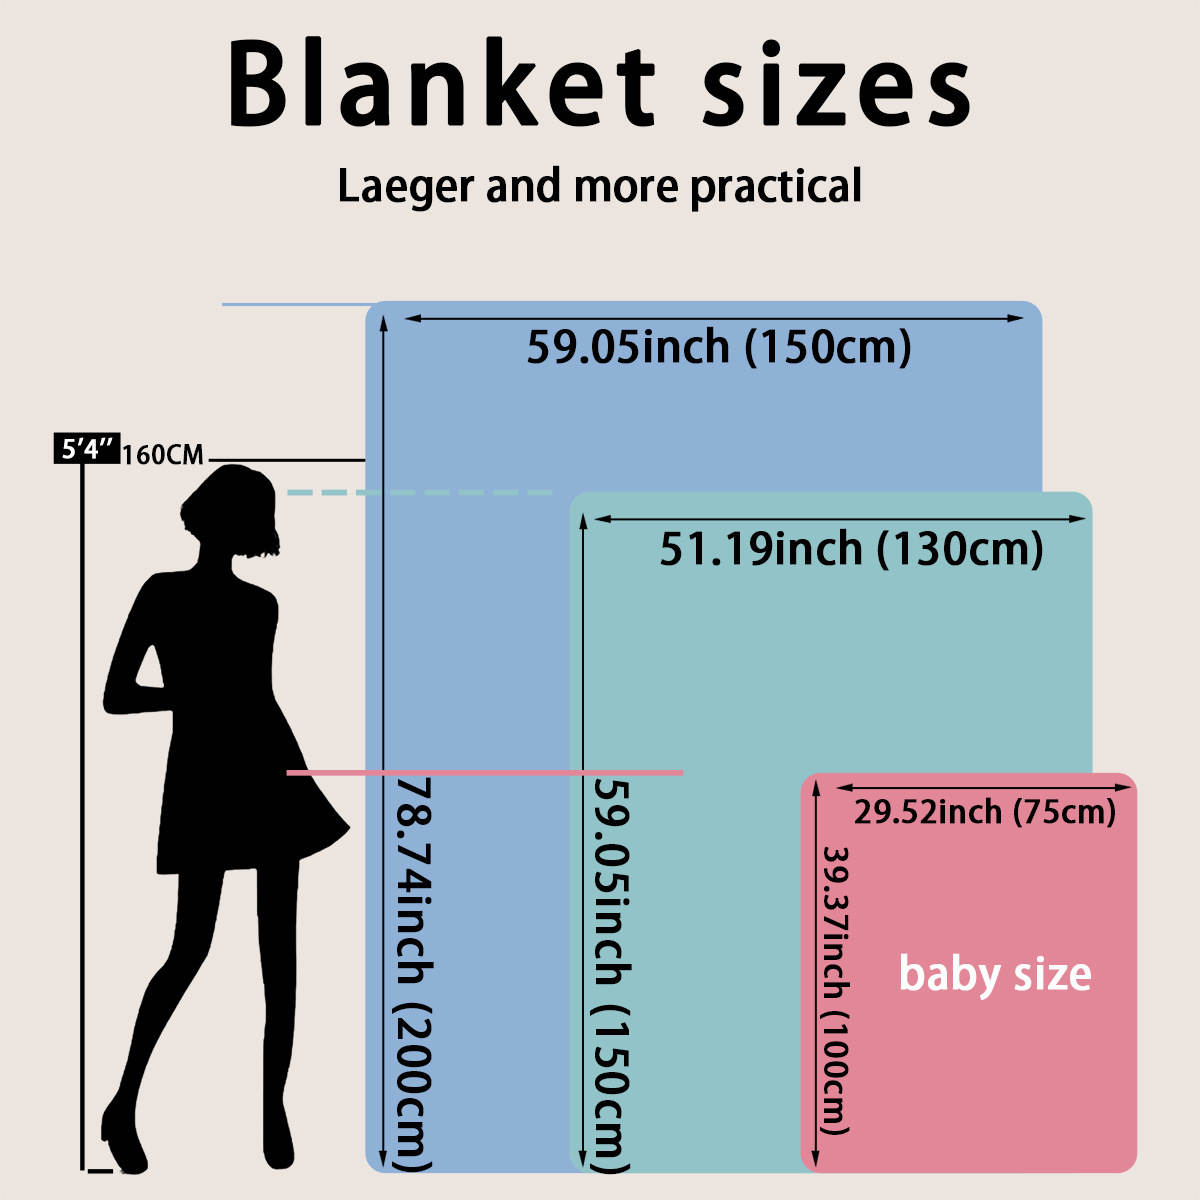 Blanket sizes
Laeger and more practical
59.05inch (150cm)
5'4’’ 160CM
51.19inch (130cm)
78.74inch (200cm)
59.05inch (150cm)
29.52inch (75cm)
39.37inch (100cm)
baby size